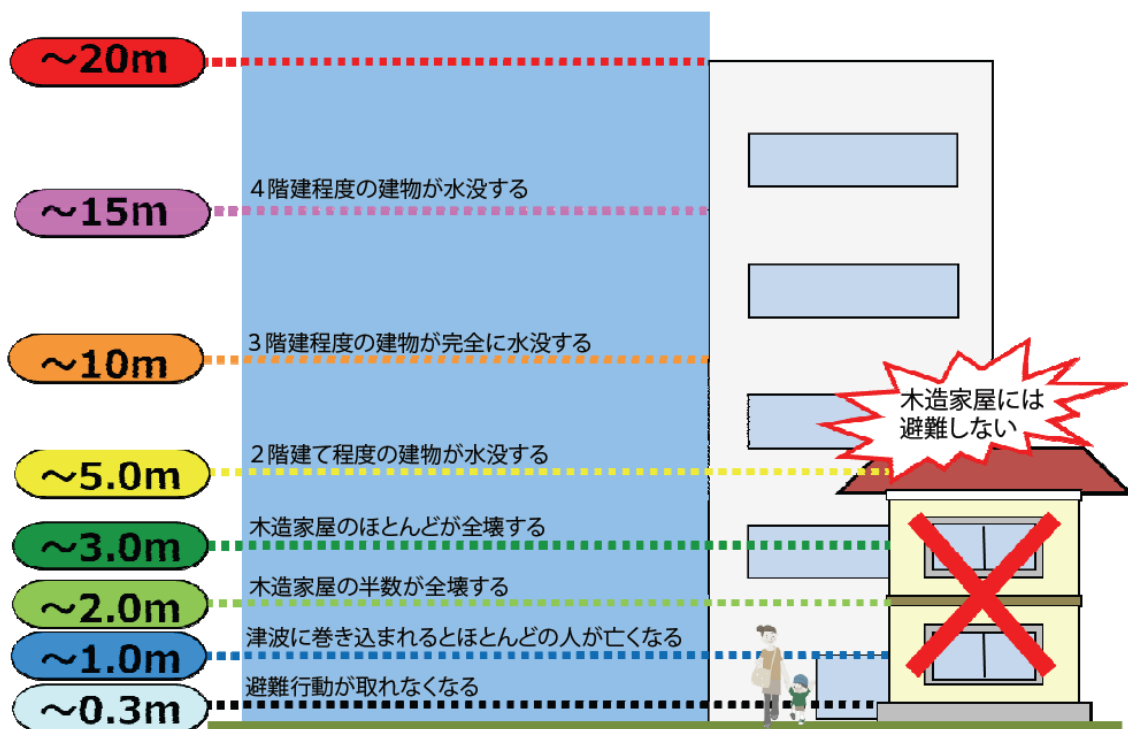 ～20m
４階建程度の建物が水没する
～15m
３階建程度の建物が完全に水没する
～10m
木造家屋には
避難しない
２階建て程度の建物が水没する
～5.0m
木造家屋のほとんどが全壊する
～3.0m
木造家屋の半数が全壊する
～2.0m
津波に巻き込まれるとほとんどの人が亡くなる
～1.0m
避難行動が取れなくなる
～0.3m